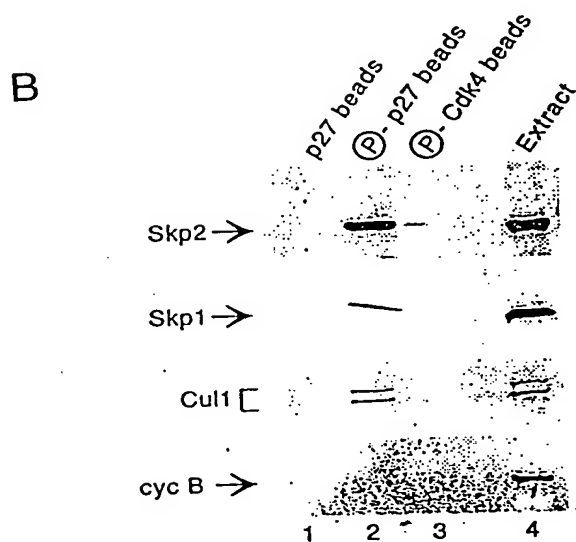 B
p27 beads
Ⓟ- p27 beads
Ⓟ- Cdk4 beads
Extract
Skp2
Skp1
Cul1 [
cyc B
1 2 3 4